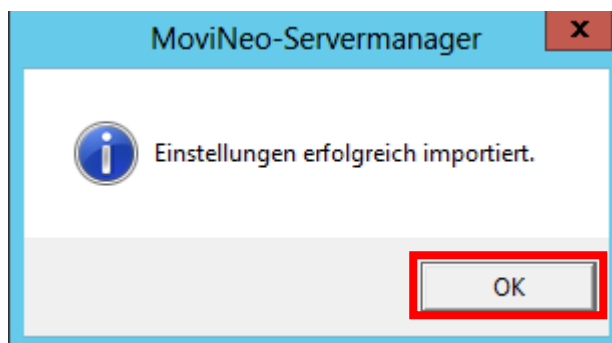 MoviNeo-Servermanager
x
Einstellungen erfolgreich importiert.
OK